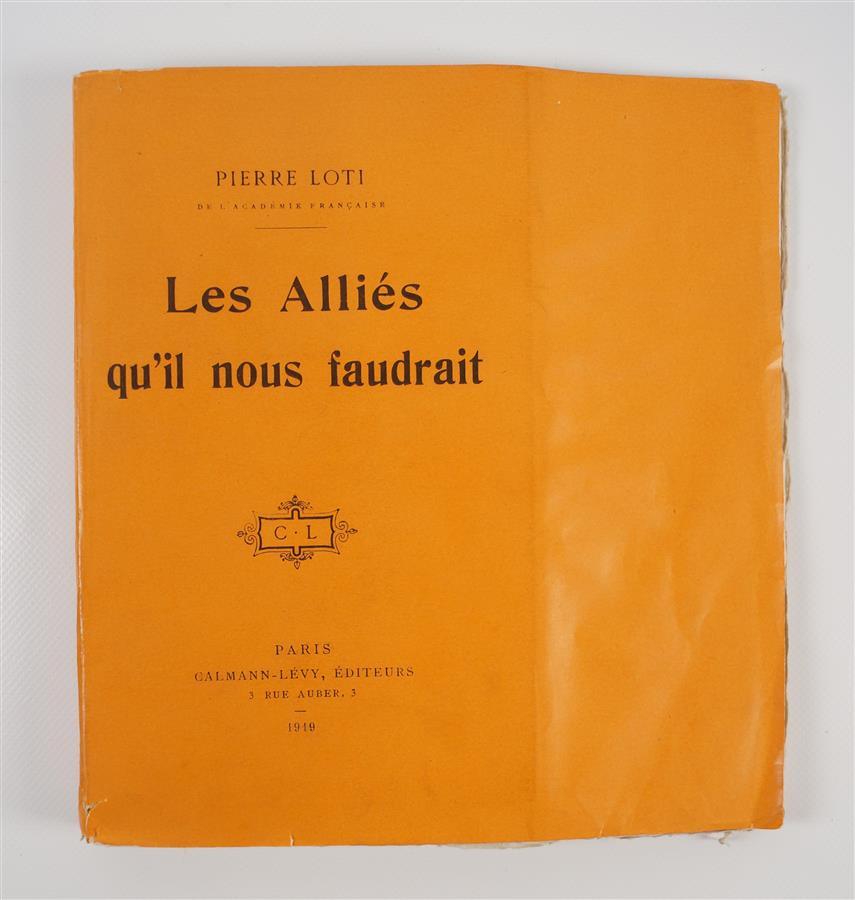 PIERRE LOTI
DE L'ACADÉMIE FRANÇAISE
Les Alliés
qu'il nous faudrait
C · L
PARIS
CALMANN-LÉVY, ÉDITEURS
3 RUE AUBER, 3
1919